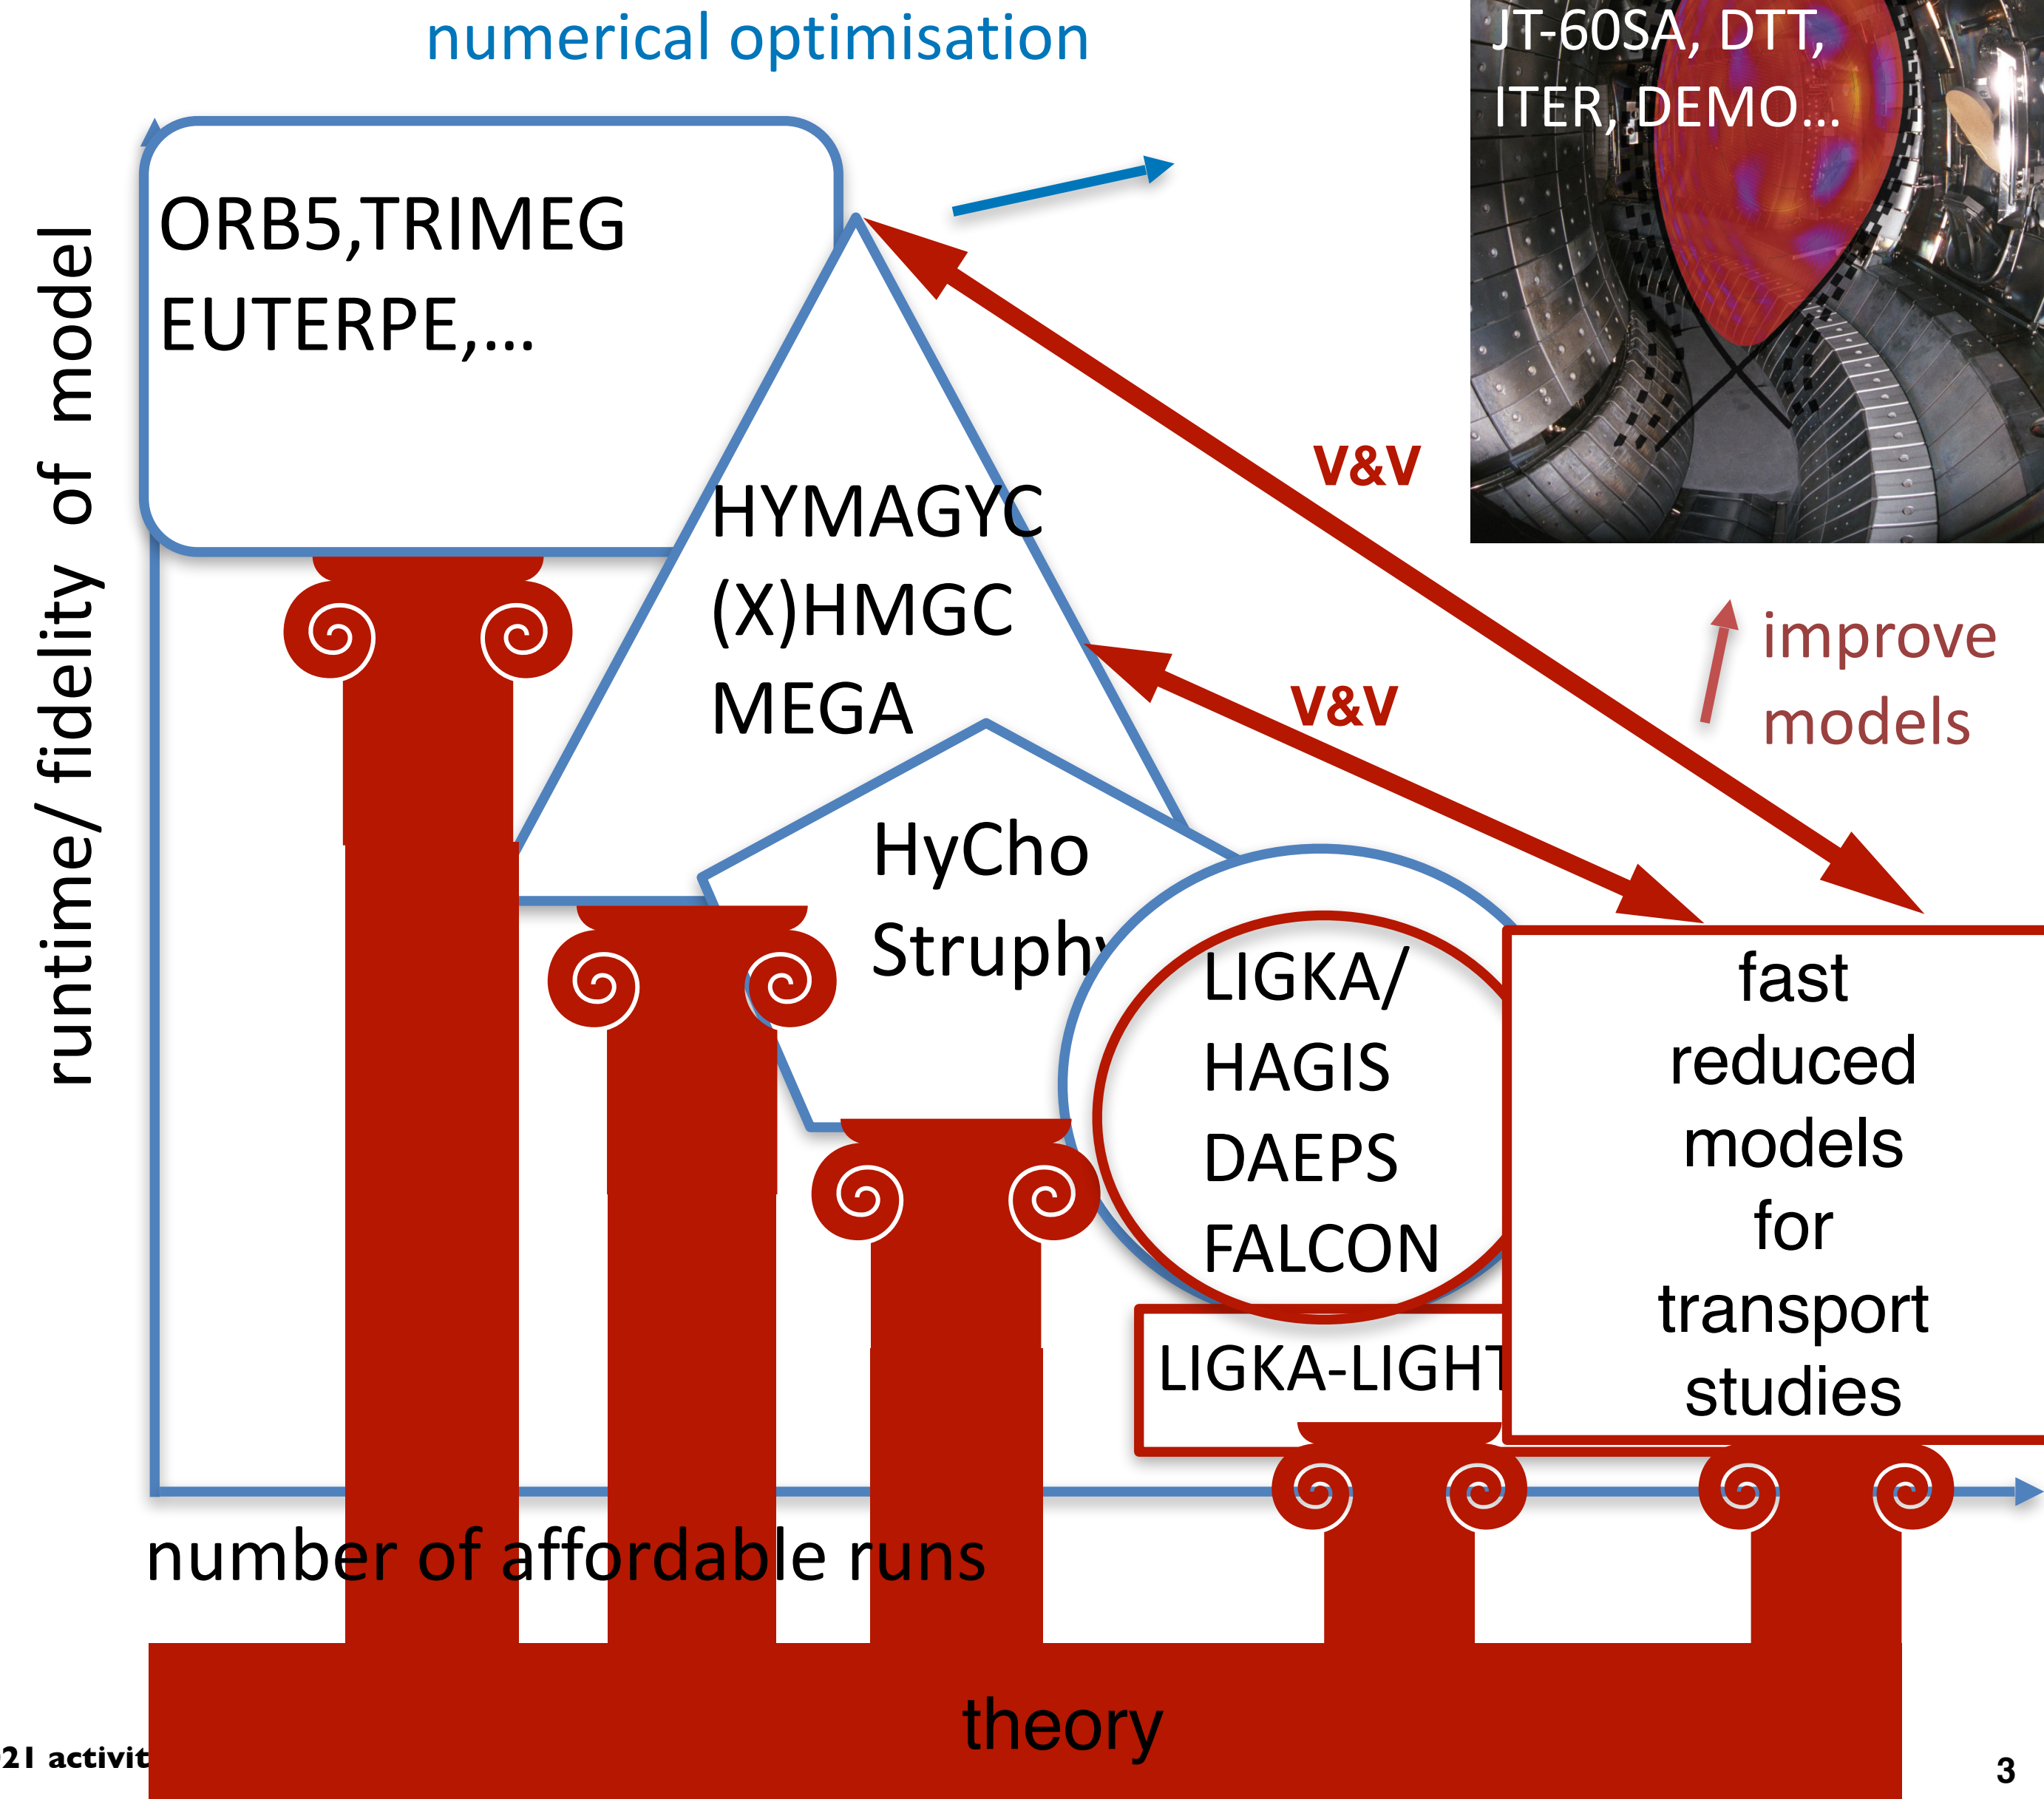 numerical optimisation
JT-60SA, DTT,
ITER, DEMO...
ORB5,TRIMEG
EUTERPE,...
runtime/ fidelity of model
V&V
HYMAGYC
(X)HMGC
MEGA
improve
models
V&V
HyCho
Struphy
LIGKA/
HAGIS
DAEPS
FALCON
fast
reduced
models
for
transport
studies
LIGKA-LIGHT
number of affordable runs
theory
21 activit
3